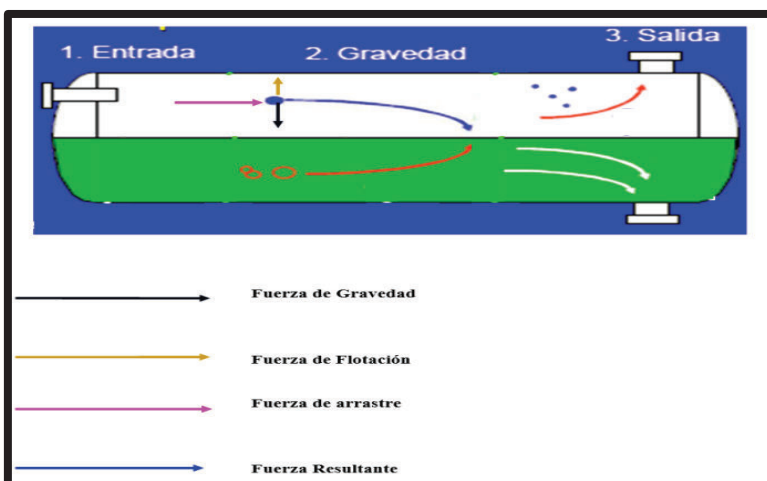 1. Entrada
2. Gravedad
3. Salida
Fuerza de Gravedad
Fuerza de Flotación
Fuerza de arrastre
Fuerza Resultante